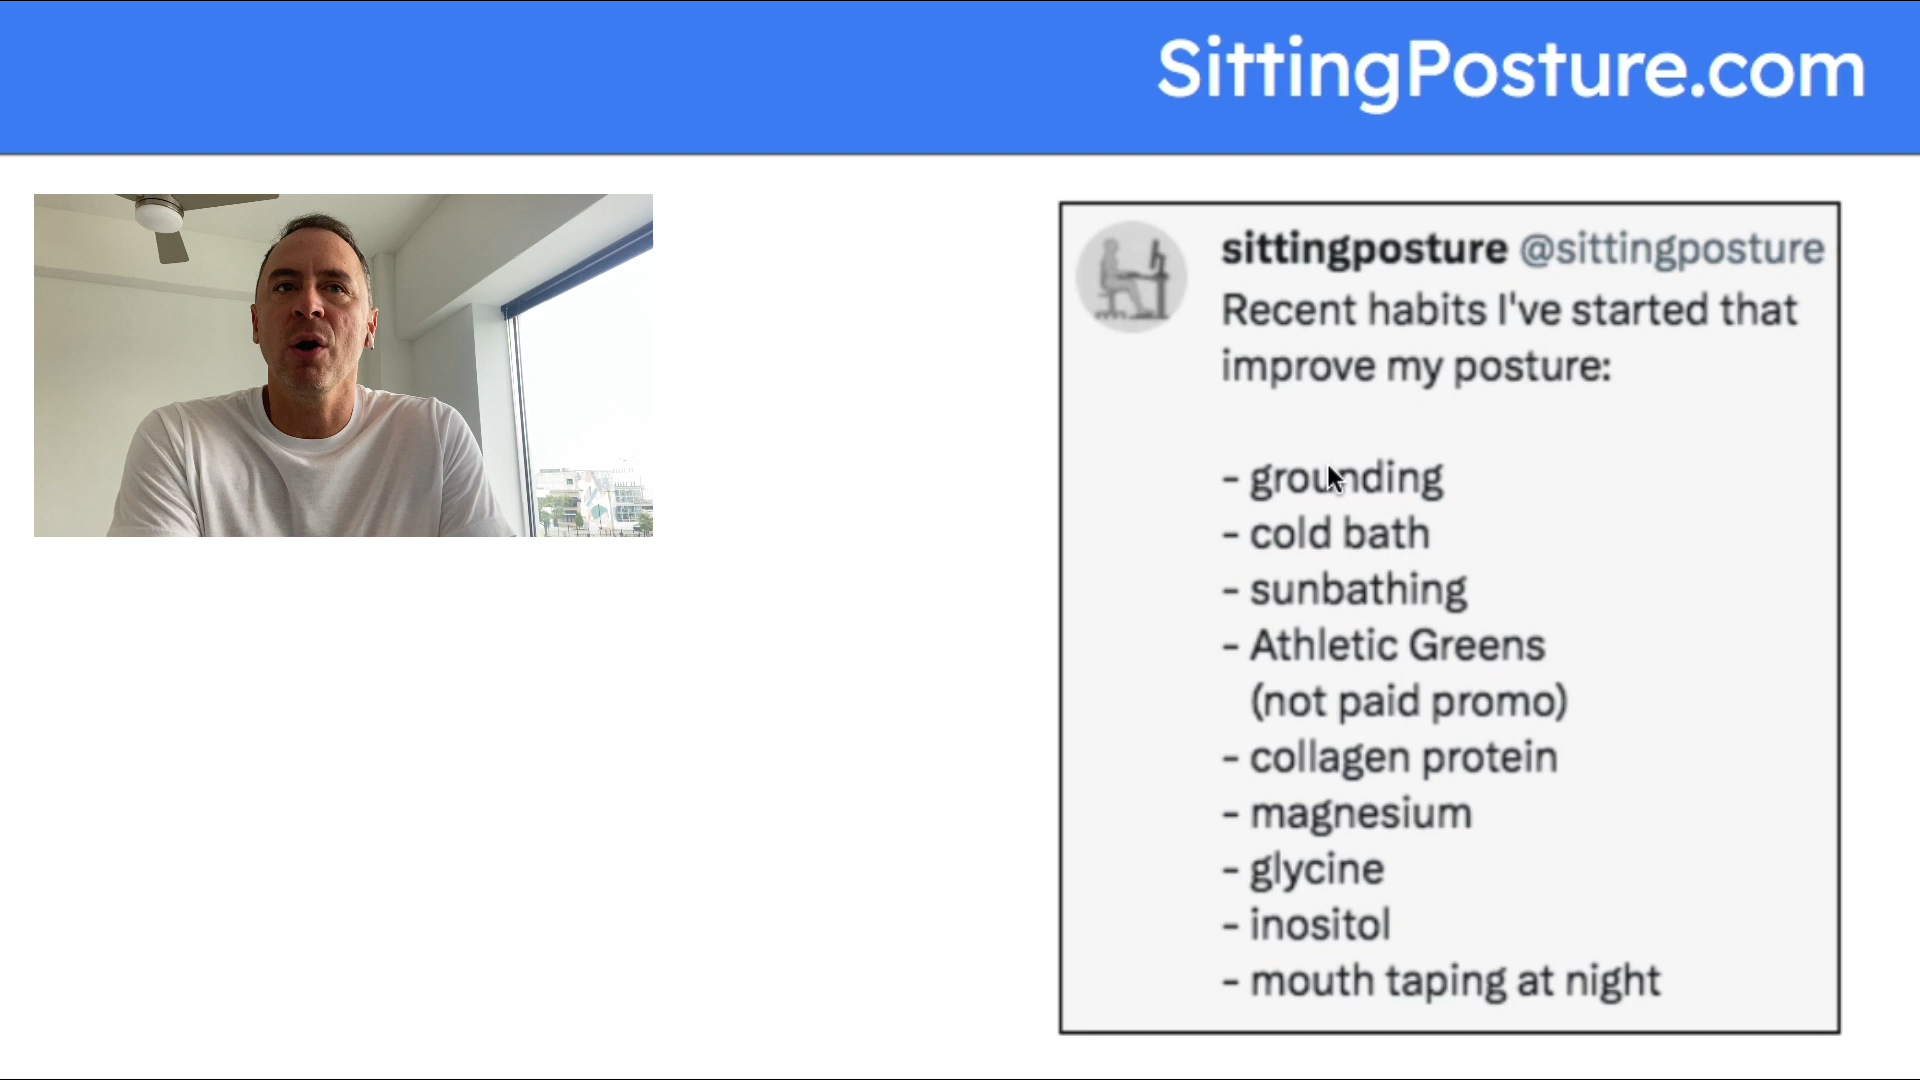 SittingPosture.com
sittingposture @sittingposture
Recent habits I've started that
improve my posture:
- grounding
- cold bath
- sunbathing
- Athletic Greens
(not paid promo)
- collagen protein
- magnesium
- glycine
- inositol
- mouth taping at night